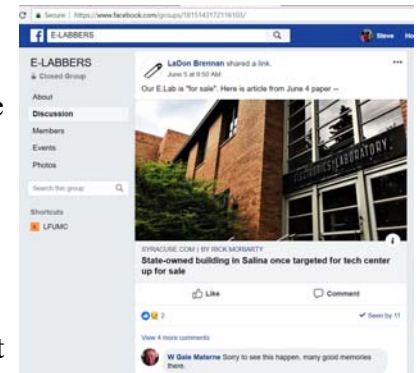 Secure | https://www.facebook.com/groups/1815143172116103/
E-LABBERS
Steve
Ho
E-LABBERS
Closed Group
About
Discussion
Members
Events
Photos
Search this group
Shortcuts
LFUMC
LaDon Brennan shared a link.
June 5 at 9:50 AM
Our E.Lab is "for sale". Here is article from June 4 paper --
ELECTRONICS LABORATORY
SYRACUSE.COM | BY RICK MORIARTY
State-owned building in Salina once targeted for tech center
up for sale
Like
Comment
2
Seen by 11
View 4 more comments
W Gale Materne Sorry to see this happen, many good memories
there.